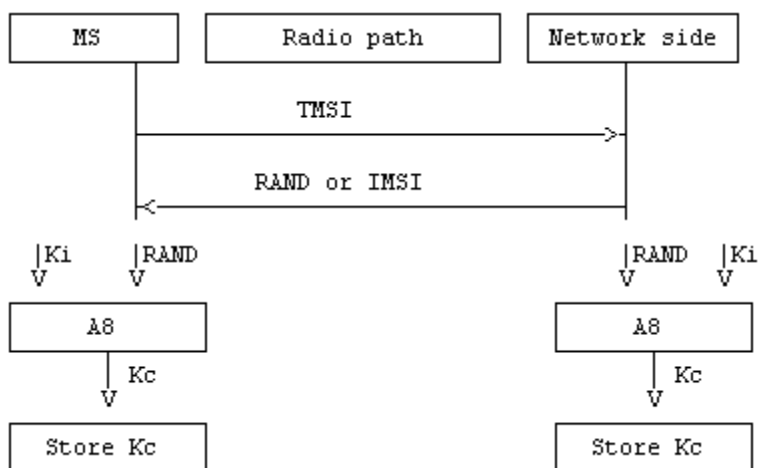 MS Radio path Network side
TMSI
RAND or IMSI
Ki RAND RAND Ki
A8 A8
Kc Kc
Store Kc Store Kc